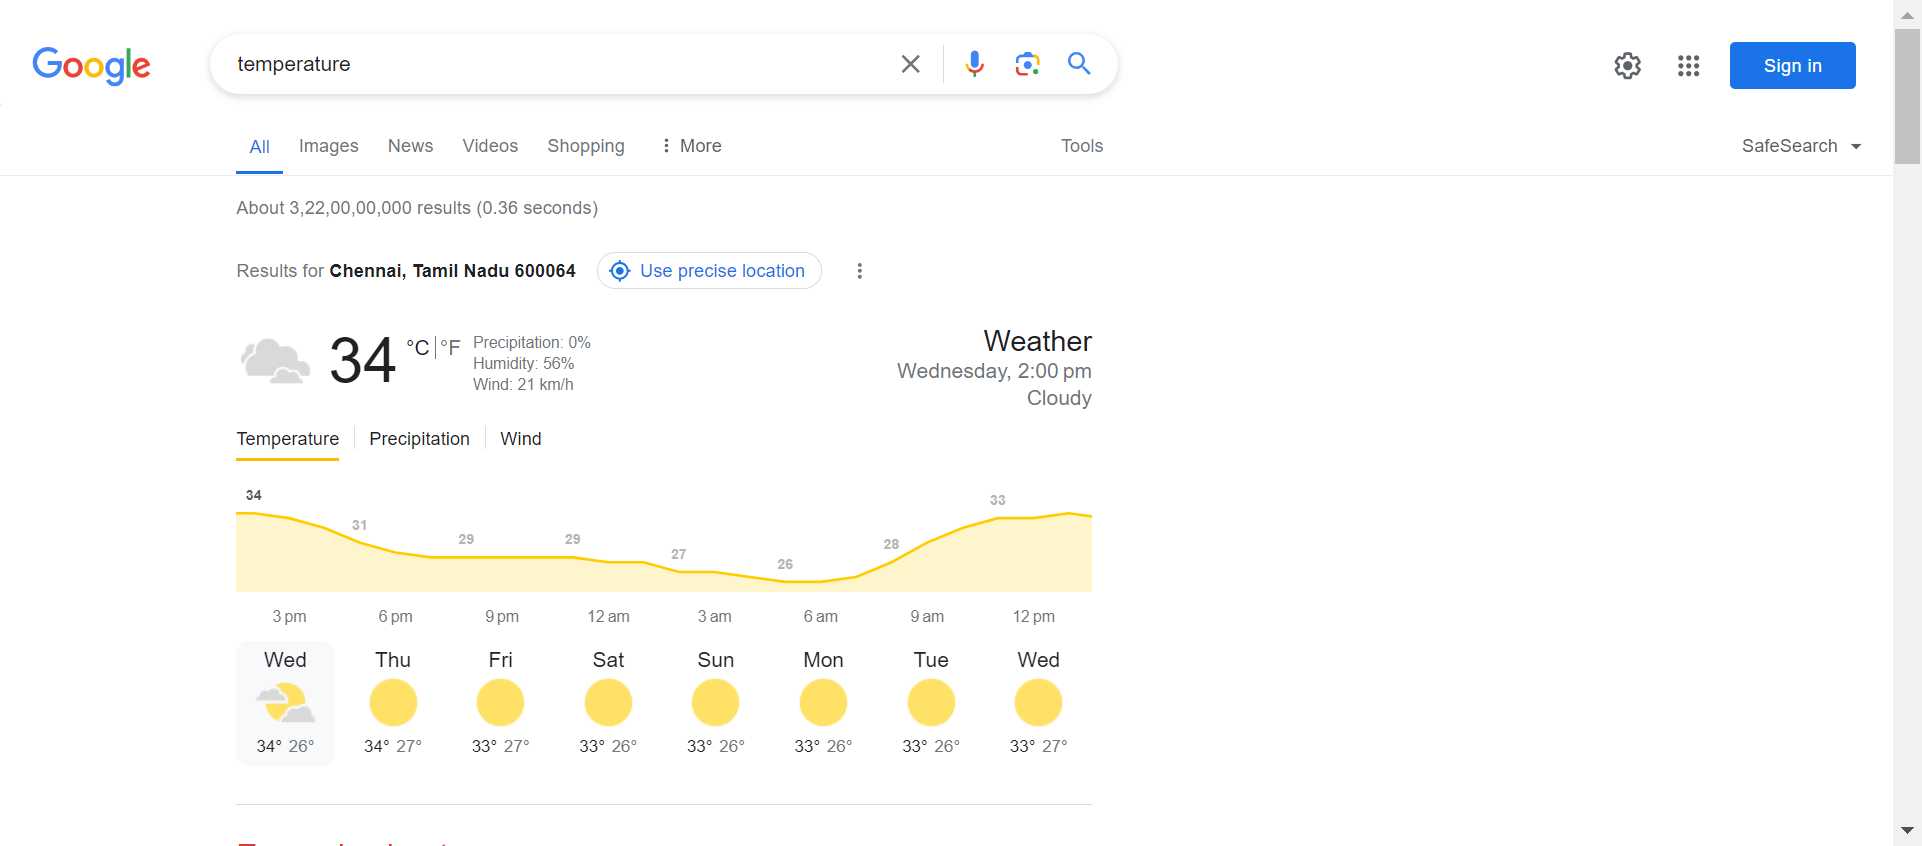 Google
temperature
Sign in
All Images News Videos Shopping More Tools SafeSearch
About 3,22,00,00,000 results (0.36 seconds)
Results for Chennai, Tamil Nadu 600064 Use precise location
34 °C | °F
Precipitation: 0%
Humidity: 56%
Wind: 21 km/h
Weather
Wednesday, 2:00 pm
Cloudy
Temperature Precipitation Wind
34 31 29 29 27 26 28 33
3 pm 6 pm 9 pm 12 am 3 am 6 am 9 am 12 pm
Wed Thu Fri Sat Sun Mon Tue Wed
34° 26° 34° 27° 33° 27° 33° 26° 33° 26° 33° 26° 33° 26° 33° 27°